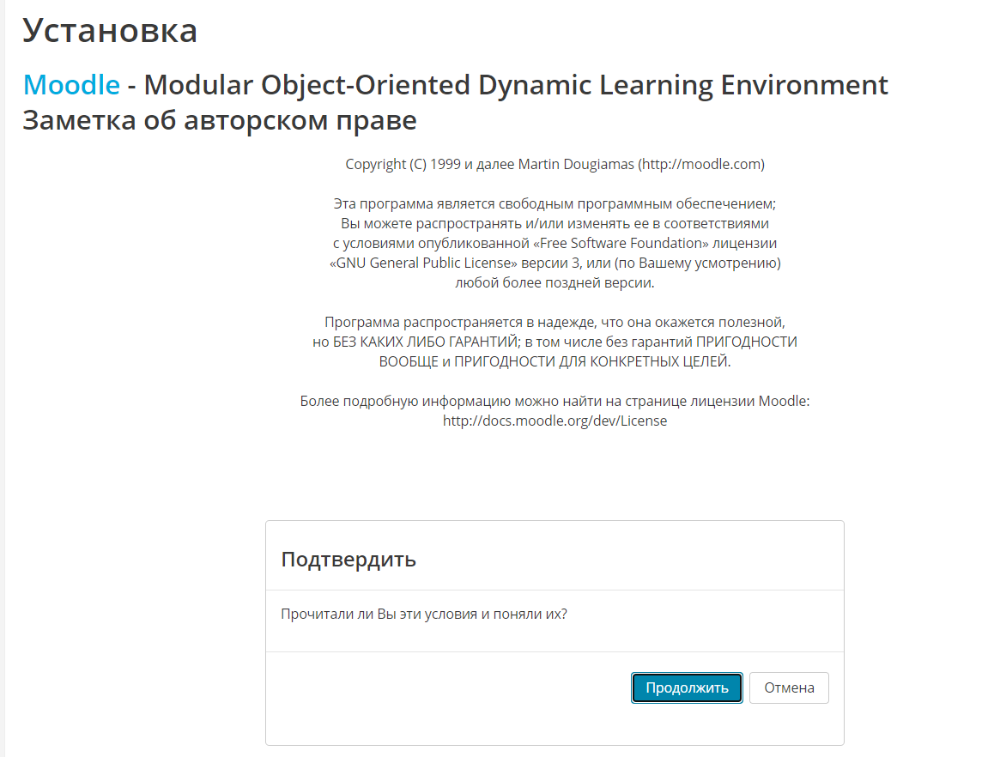 Установка
Moodle - Modular Object-Oriented Dynamic Learning Environment
Заметка об авторском праве
Copyright (C) 1999 и далее Martin Dougiamas (http://moodle.com)
Эта программа является свободным программным обеспечением;
Вы можете распространять и/или изменять ее в соответствиями
с условиями опубликованной «Free Software Foundation» лицензии
«GNU General Public License» версии 3, или (по Вашему усмотрению)
любой более поздней версии.
Программа распространяется в надежде, что она окажется полезной,
но БЕЗ КАКИХ ЛИБО ГАРАНТИЙ; в том числе без гарантий ПРИГОДНОСТИ
ВООБЩЕ и ПРИГОДНОСТИ ДЛЯ КОНКРЕТНЫХ ЦЕЛЕЙ.
Более подробную информацию можно найти на странице лицензии Moodle:
http://docs.moodle.org/dev/License
Подтвердить
Прочитали ли Вы эти условия и поняли их?
Продолжить Отмена